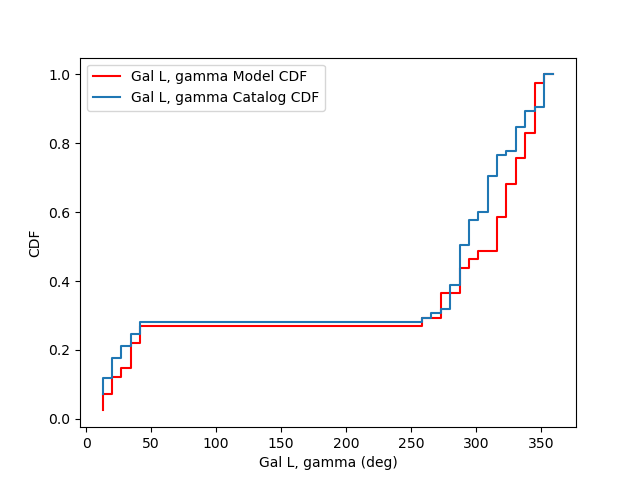 Gal L, gamma Model CDF
Gal L, gamma Catalog CDF
1.0
0.8
0.6
0.4
0.2
0.0
CDF
0 50 100 150 200 250 300 350
Gal L, gamma (deg)